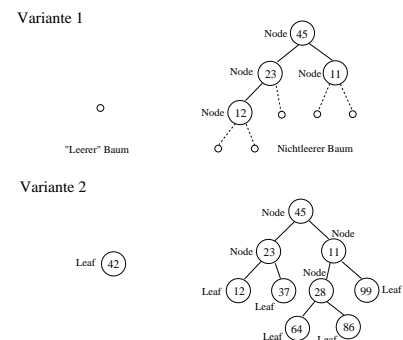 Variante 1
Node 45
Node 23 Node 11
Node 12
"Leerer" Baum Nichtleerer Baum
Variante 2
Node 45
Node
Leaf 42 Node 23 11
Node
Leaf 12 37 28 99 Leaf
Leaf
64 86
Leaf Leaf